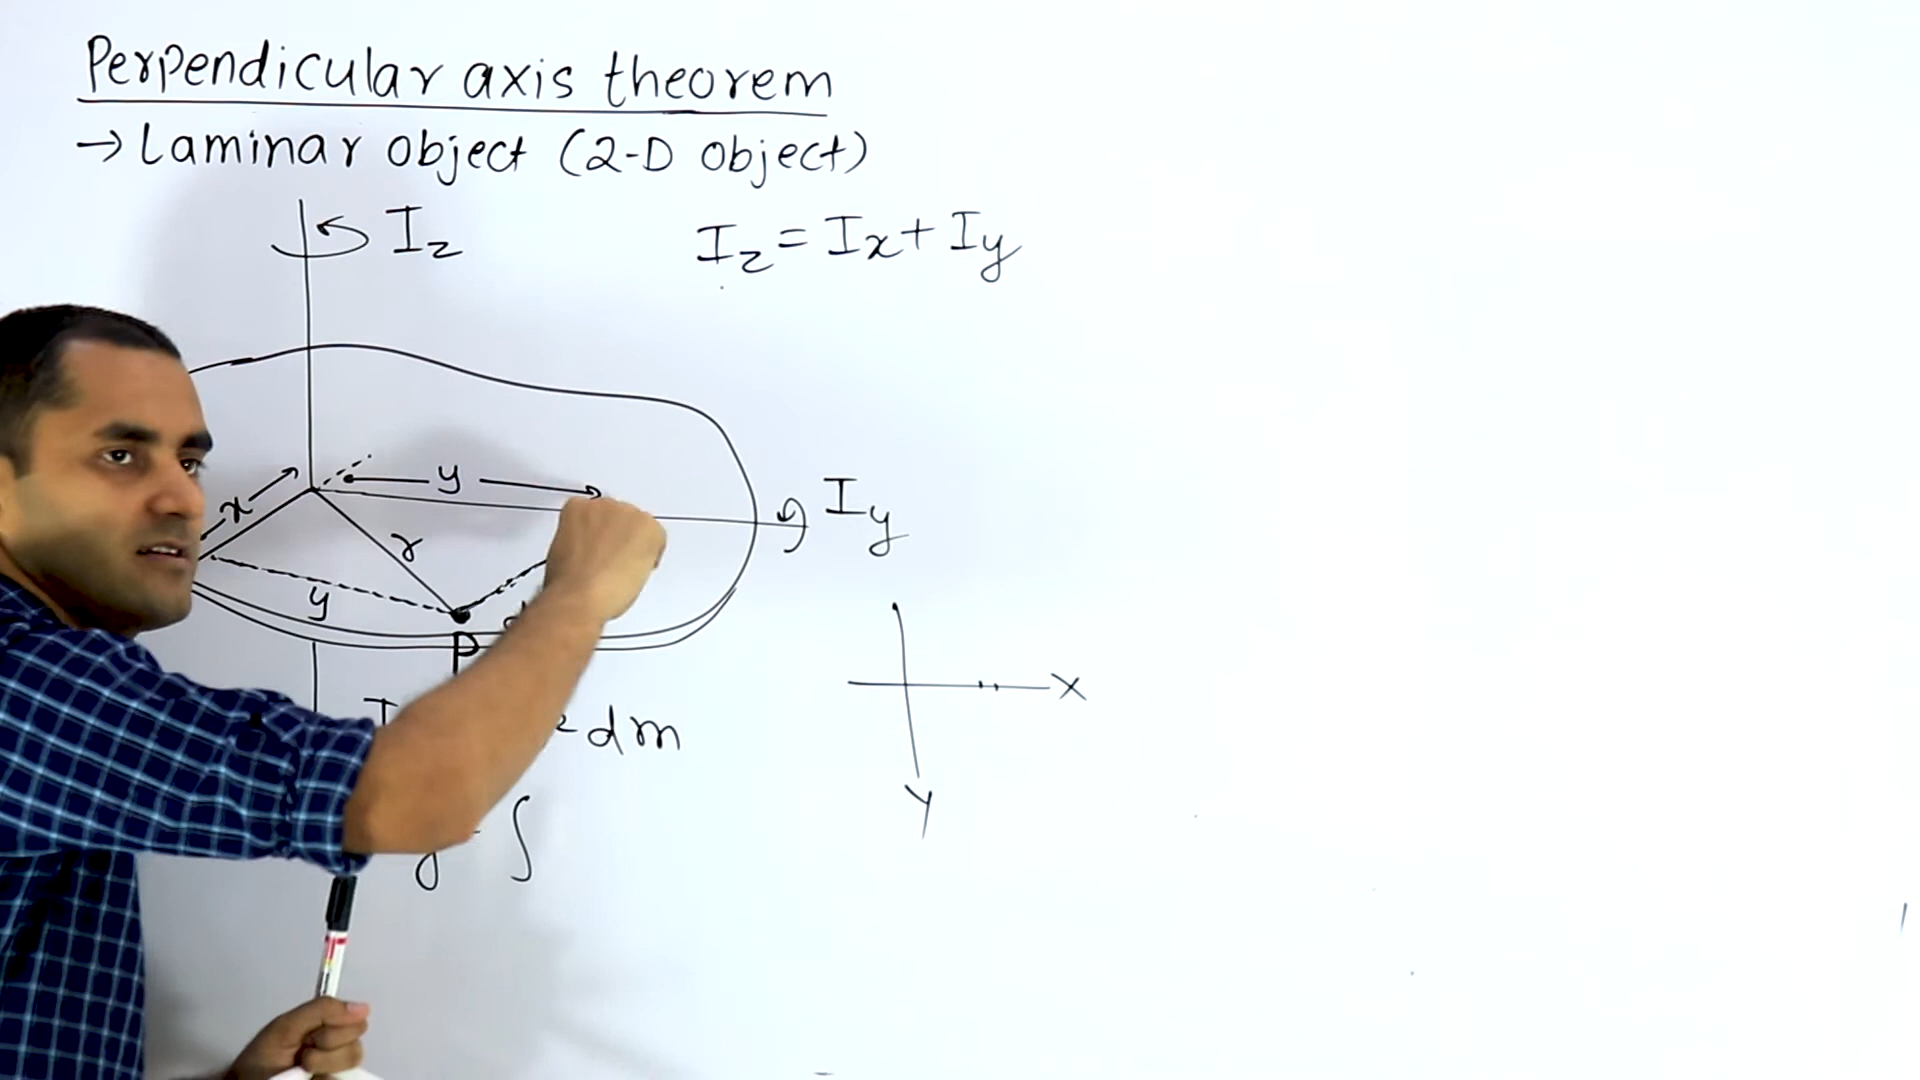 Perpendicular axis theorem
→ Laminar object (2-D object)
Iz
Iz = Ix + Iy
y
x
Iy
r
y
P
X
dm
Y
y ∫